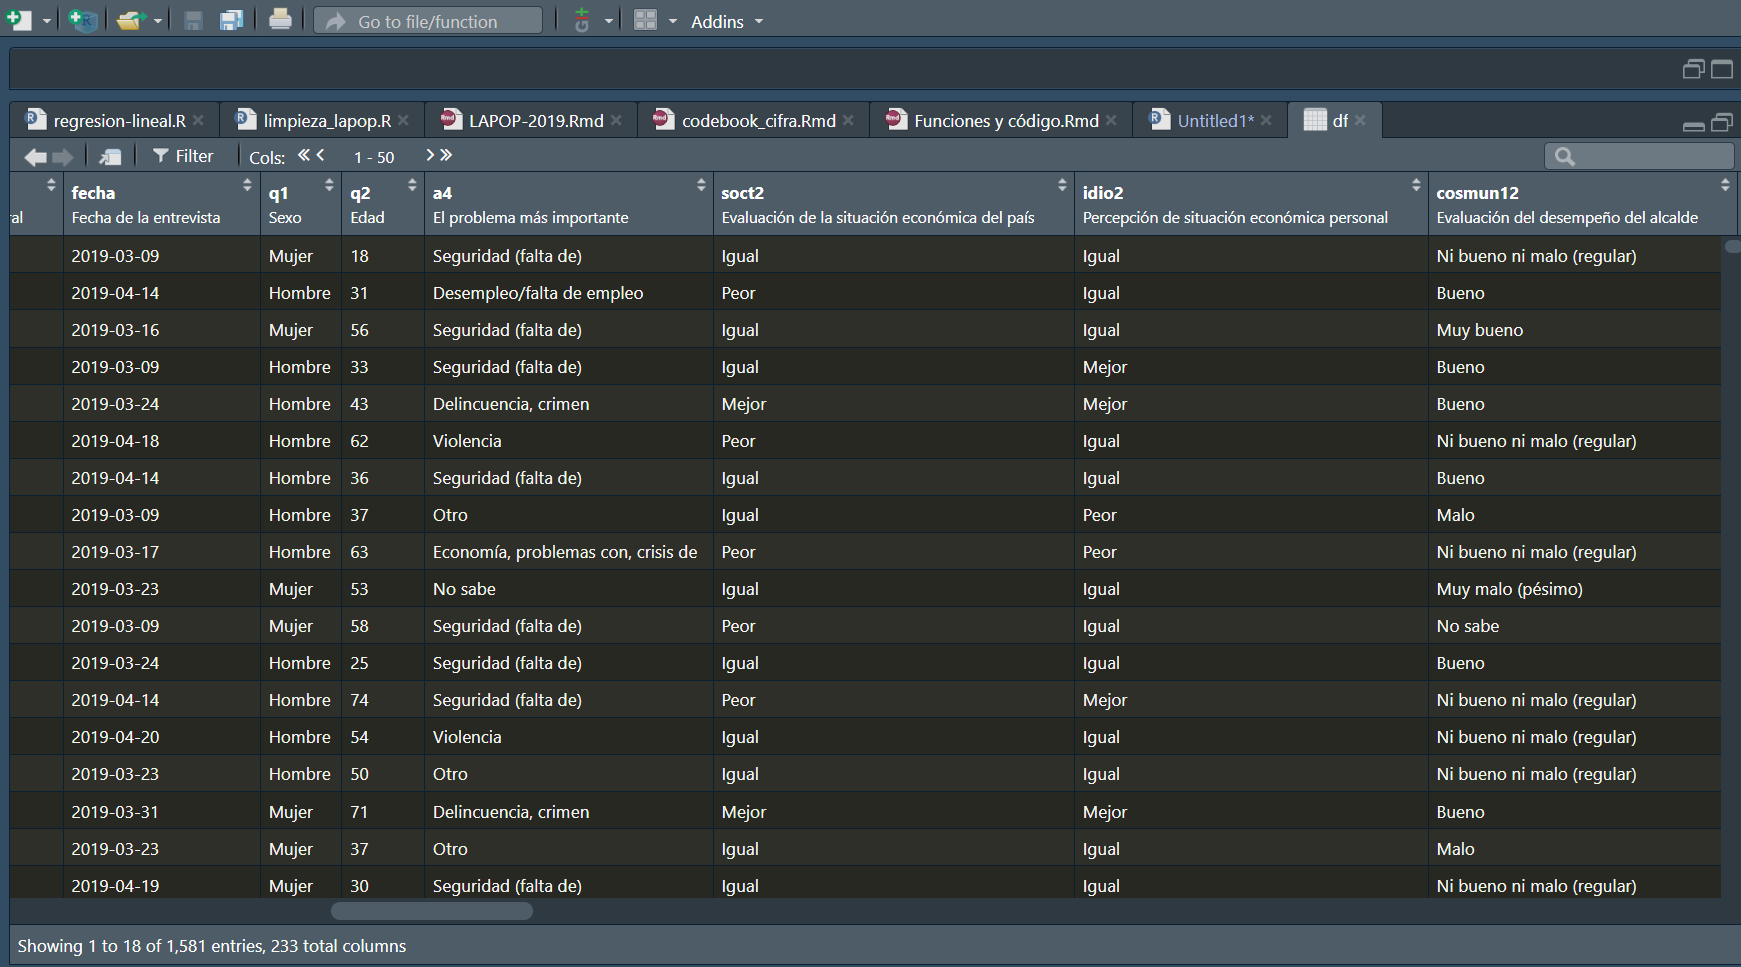 Go to file/function Addins
regresion-lineal.R limpieza_lapop.R LAPOP-2019.Rmd codebook_cifra.Rmd Funciones y código.Rmd Untitled1* df
Filter Cols: 1 - 50
fecha q1 q2 a4 soct2 idio2 cosmun12
al Fecha de la entrevista Sexo Edad El problema más importante Evaluación de la situación económica del país Percepción de situación económica personal Evaluación del desempeño del alcalde
2019-03-09 Mujer 18 Seguridad (falta de) Igual Igual Ni bueno ni malo (regular)
2019-04-14 Hombre 31 Desempleo/falta de empleo Peor Igual Bueno
2019-03-16 Mujer 56 Seguridad (falta de) Igual Igual Muy bueno
2019-03-09 Hombre 33 Seguridad (falta de) Igual Mejor Bueno
2019-03-24 Hombre 43 Delincuencia, crimen Mejor Mejor Bueno
2019-04-18 Hombre 62 Violencia Peor Igual Ni bueno ni malo (regular)
2019-04-14 Hombre 36 Seguridad (falta de) Igual Igual Bueno
2019-03-09 Hombre 37 Otro Igual Peor Malo
2019-03-17 Hombre 63 Economía, problemas con, crisis de Peor Peor Ni bueno ni malo (regular)
2019-03-23 Mujer 53 No sabe Igual Igual Muy malo (pésimo)
2019-03-09 Mujer 58 Seguridad (falta de) Peor Igual No sabe
2019-03-24 Hombre 25 Seguridad (falta de) Igual Igual Bueno
2019-04-14 Hombre 74 Seguridad (falta de) Peor Mejor Ni bueno ni malo (regular)
2019-04-20 Hombre 54 Violencia Igual Igual Ni bueno ni malo (regular)
2019-03-23 Hombre 50 Otro Igual Igual Ni bueno ni malo (regular)
2019-03-31 Mujer 71 Delincuencia, crimen Mejor Mejor Bueno
2019-03-23 Mujer 37 Otro Igual Igual Malo
2019-04-19 Mujer 30 Seguridad (falta de) Igual Igual Ni bueno ni malo (regular)
Showing 1 to 18 of 1,581 entries, 233 total columns